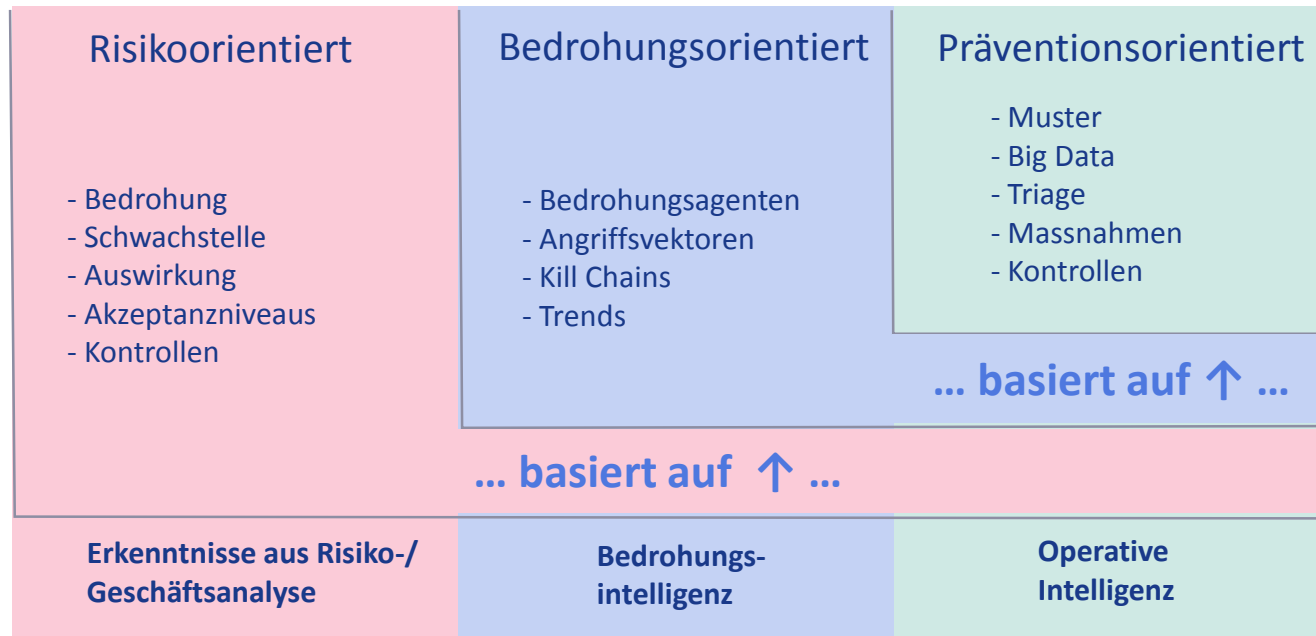 Risikoorientiert
- Bedrohung
- Schwachstelle
- Auswirkung
- Akzeptanzniveaus
- Kontrollen
Bedrohungsorientiert
- Bedrohungsagenten
- Angriffsvektoren
- Kill Chains
- Trends
Präventionsorientiert
- Muster
- Big Data
- Triage
- Massnahmen
- Kontrollen
... basiert auf ↑ ...
... basiert auf ↑ ...
Erkenntnisse aus Risiko-/
Geschäftsanalyse
Bedrohungs-
intelligenz
Operative
Intelligenz